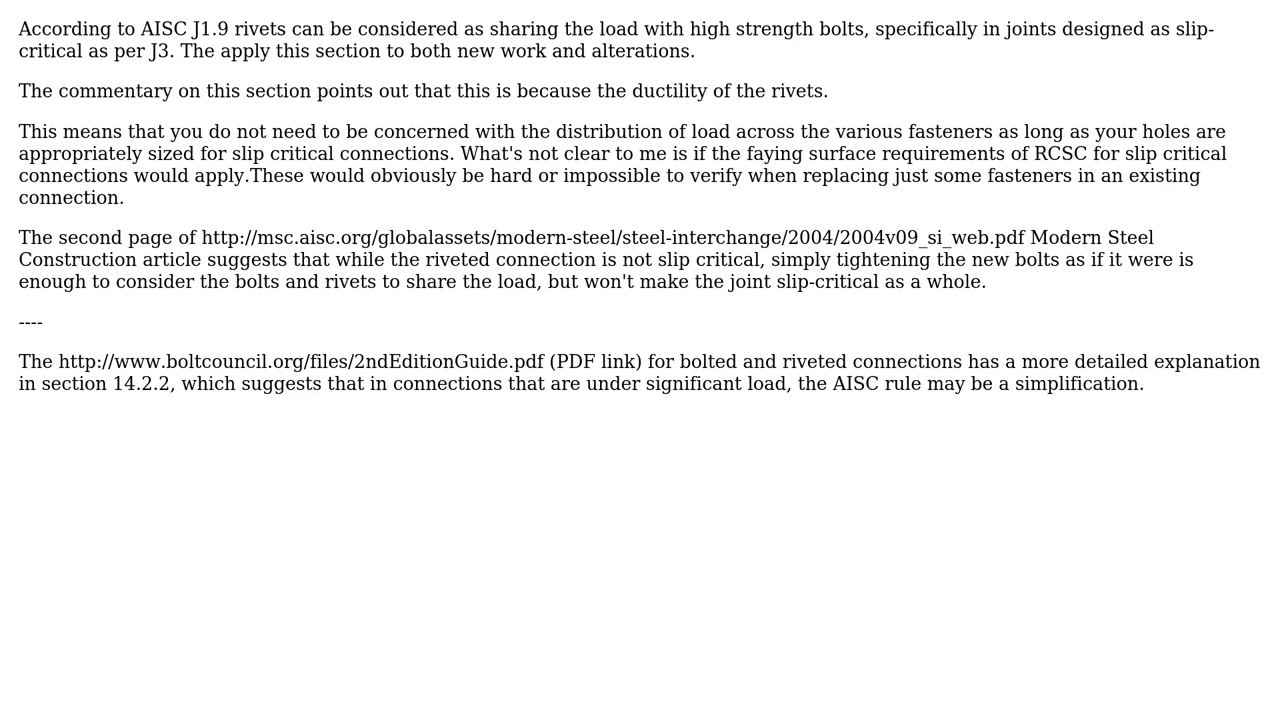 According to AISC J1.9 rivets can be considered as sharing the load with high strength bolts, specifically in joints designed as slip-
critical as per J3. The apply this section to both new work and alterations.
The commentary on this section points out that this is because the ductility of the rivets.
This means that you do not need to be concerned with the distribution of load across the various fasteners as long as your holes are
appropriately sized for slip critical connections. What's not clear to me is if the faying surface requirements of RCSC for slip critical
connections would apply.These would obviously be hard or impossible to verify when replacing just some fasteners in an existing
connection.
The second page of http://msc.aisc.org/globalassets/modern-steel/steel-interchange/2004/2004v09_si_web.pdf Modern Steel
Construction article suggests that while the riveted connection is not slip critical, simply tightening the new bolts as if it were is
enough to consider the bolts and rivets to share the load, but won't make the joint slip-critical as a whole.
----
The http://www.boltcouncil.org/files/2ndEditionGuide.pdf (PDF link) for bolted and riveted connections has a more detailed explanation
in section 14.2.2, which suggests that in connections that are under significant load, the AISC rule may be a simplification.